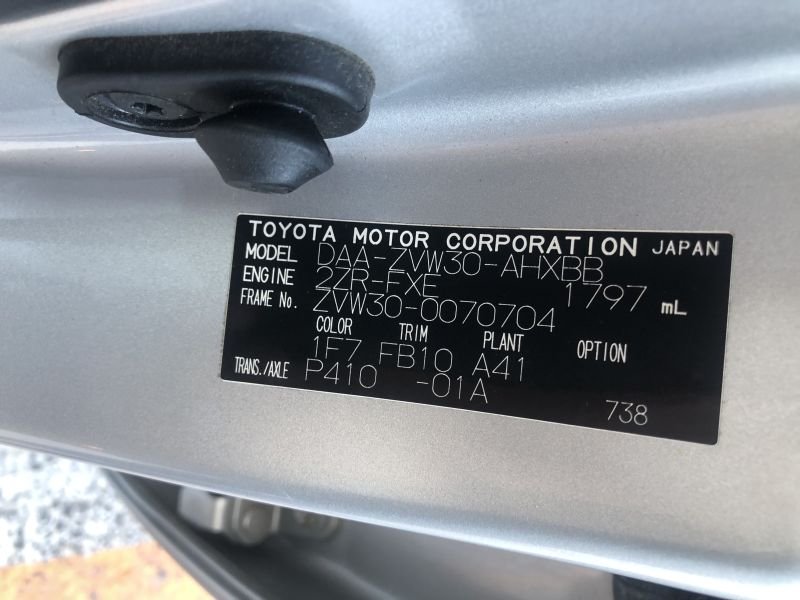 TOYOTA MOTOR CORPORATION JAPAN
MODEL DAA-ZVW30-AHXBB
ENGINE 2ZR-FXE 1797 mL
FRAME No. ZVW30-0070704
COLOR TRIM PLANT OPTION
1F7 FB10 A41
TRANS./AXLE P410 -01A
738